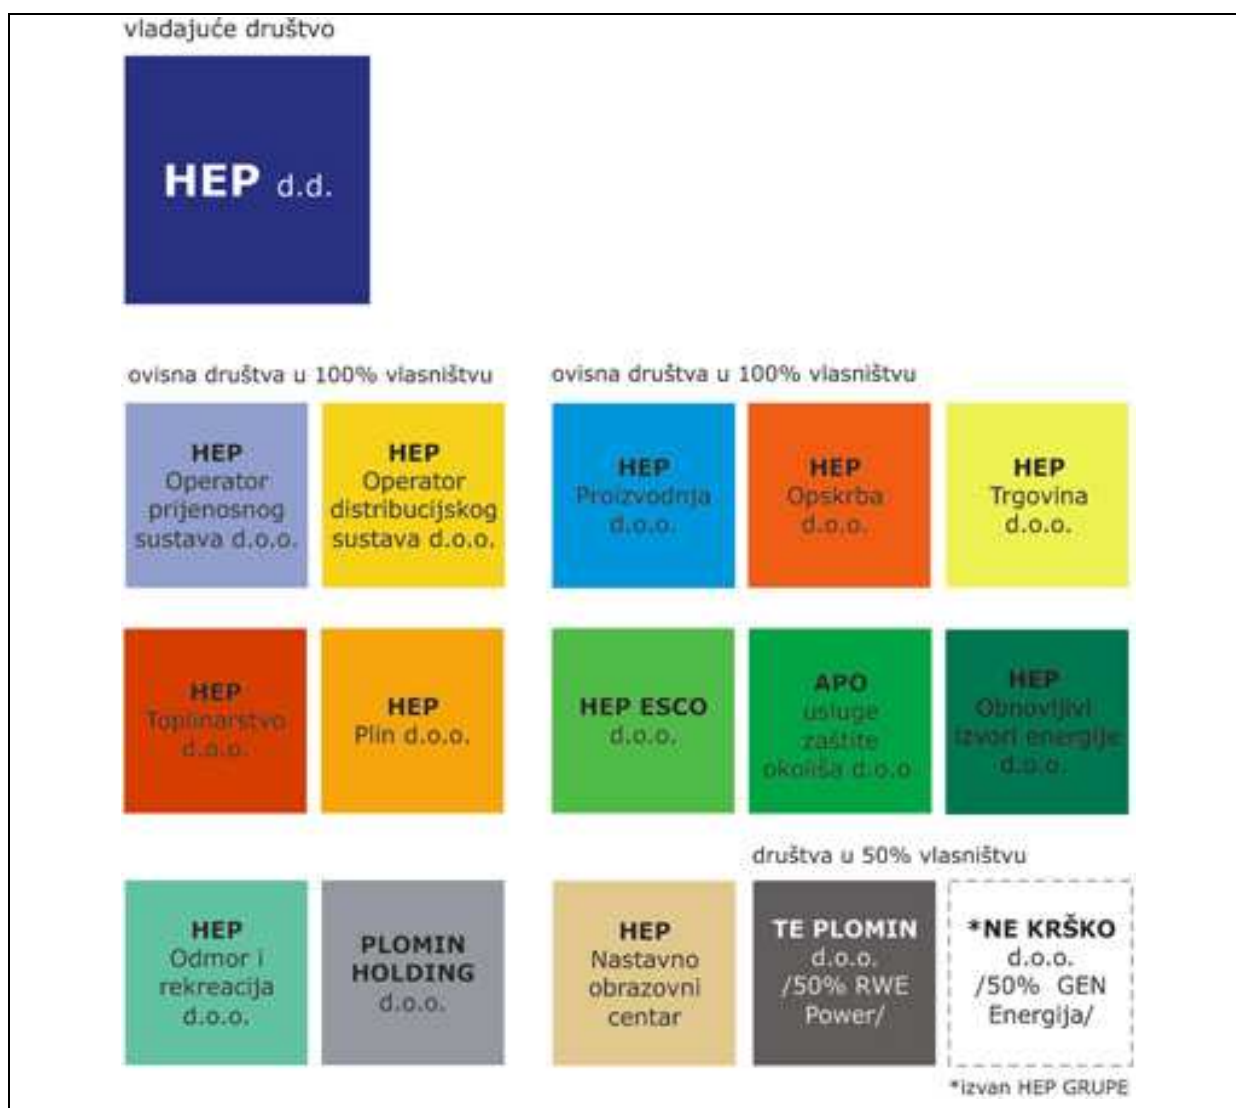 vladajuće društvo
HEP d.d.
ovisna društva u 100% vlasništvu
ovisna društva u 100% vlasništvu
HEP
Operator
prijenosnog
sustava d.o.o.
HEP
Operator
distribucijskog
sustava d.o.o.
HEP
Proizvodnja
d.o.o.
HEP
Opskrba
d.o.o.
HEP
Trgovina
d.o.o.
HEP
Toplinarstvo
d.o.o.
HEP
Plin d.o.o.
HEP ESCO
d.o.o.
APO
usluge
zaštite
okoliša d.o.o
HEP
Obnovljivi
izvori energije
d.o.o.
društva u 50% vlasništvu
HEP
Odmor i
rekreacija
d.o.o.
PLOMIN
HOLDING
d.o.o.
HEP
Nastavno
obrazovni
centar
TE PLOMIN
d.o.o.
/50% RWE
Power/
*NE KRŠKO
d.o.o.
/50% GEN
Energija/
*izvan HEP GRUPE